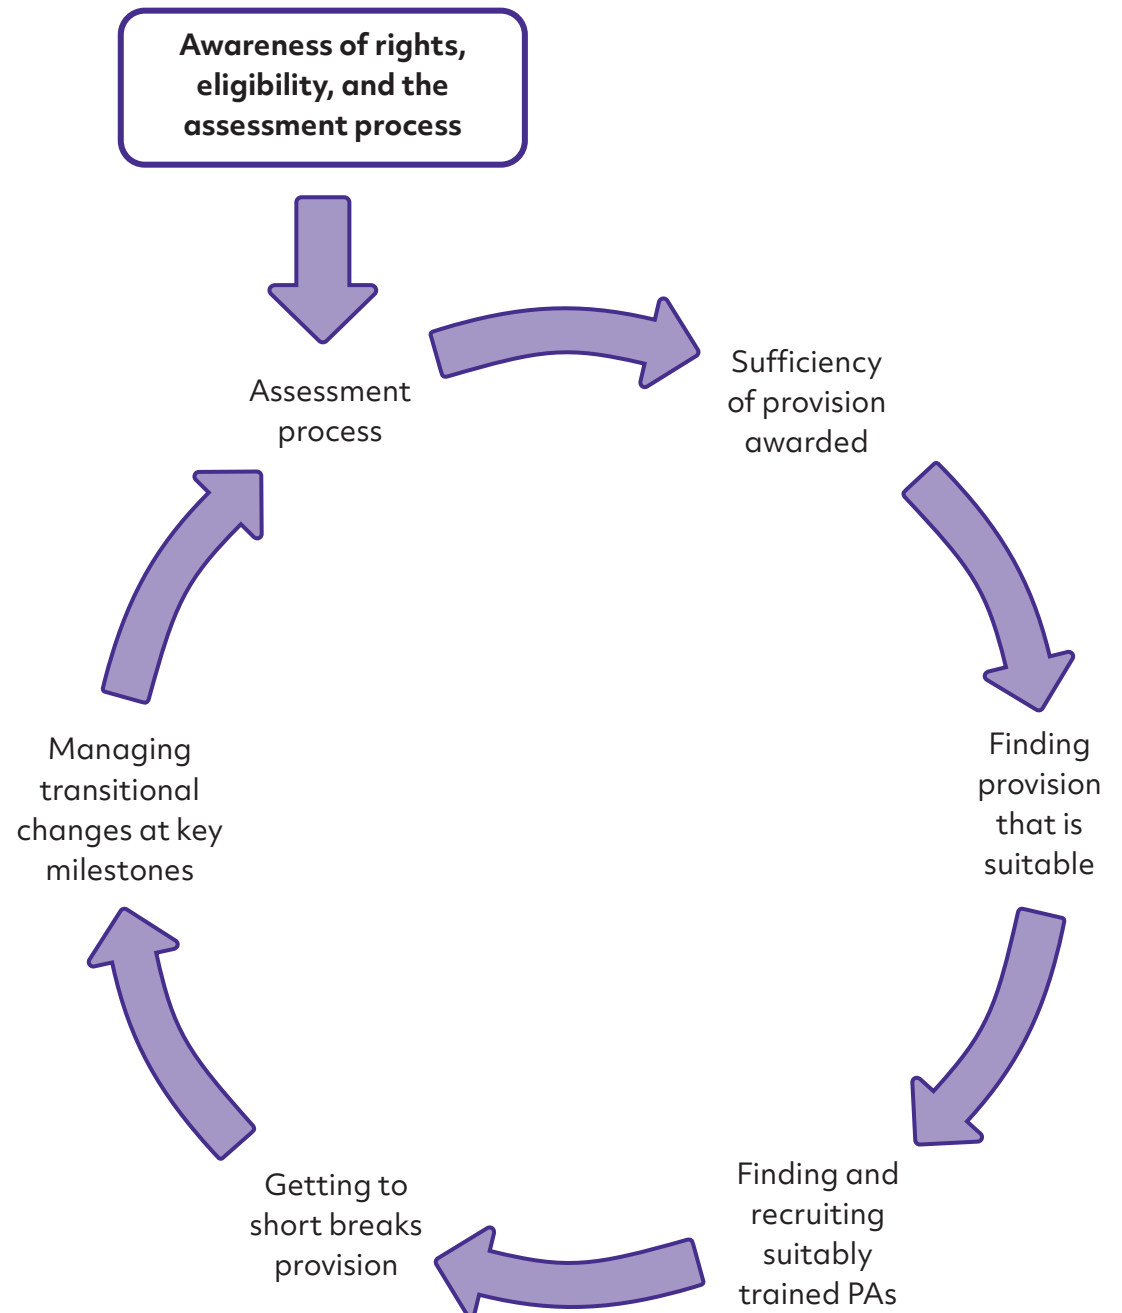 Awareness of rights,
eligibility, and the
assessment process
Assessment
process
Sufficiency
of provision
awarded
Finding
provision
that is
suitable
Finding and
recruiting
suitably
trained PAs
Getting to
short breaks
provision
Managing
transitional
changes at key
milestones